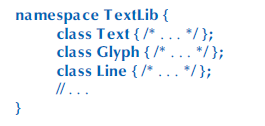 namespace TextLib {
class Text { /* . . . */ };
class Glyph { /* . . . */ };
class Line { /* . . . */ };
// . . .
}